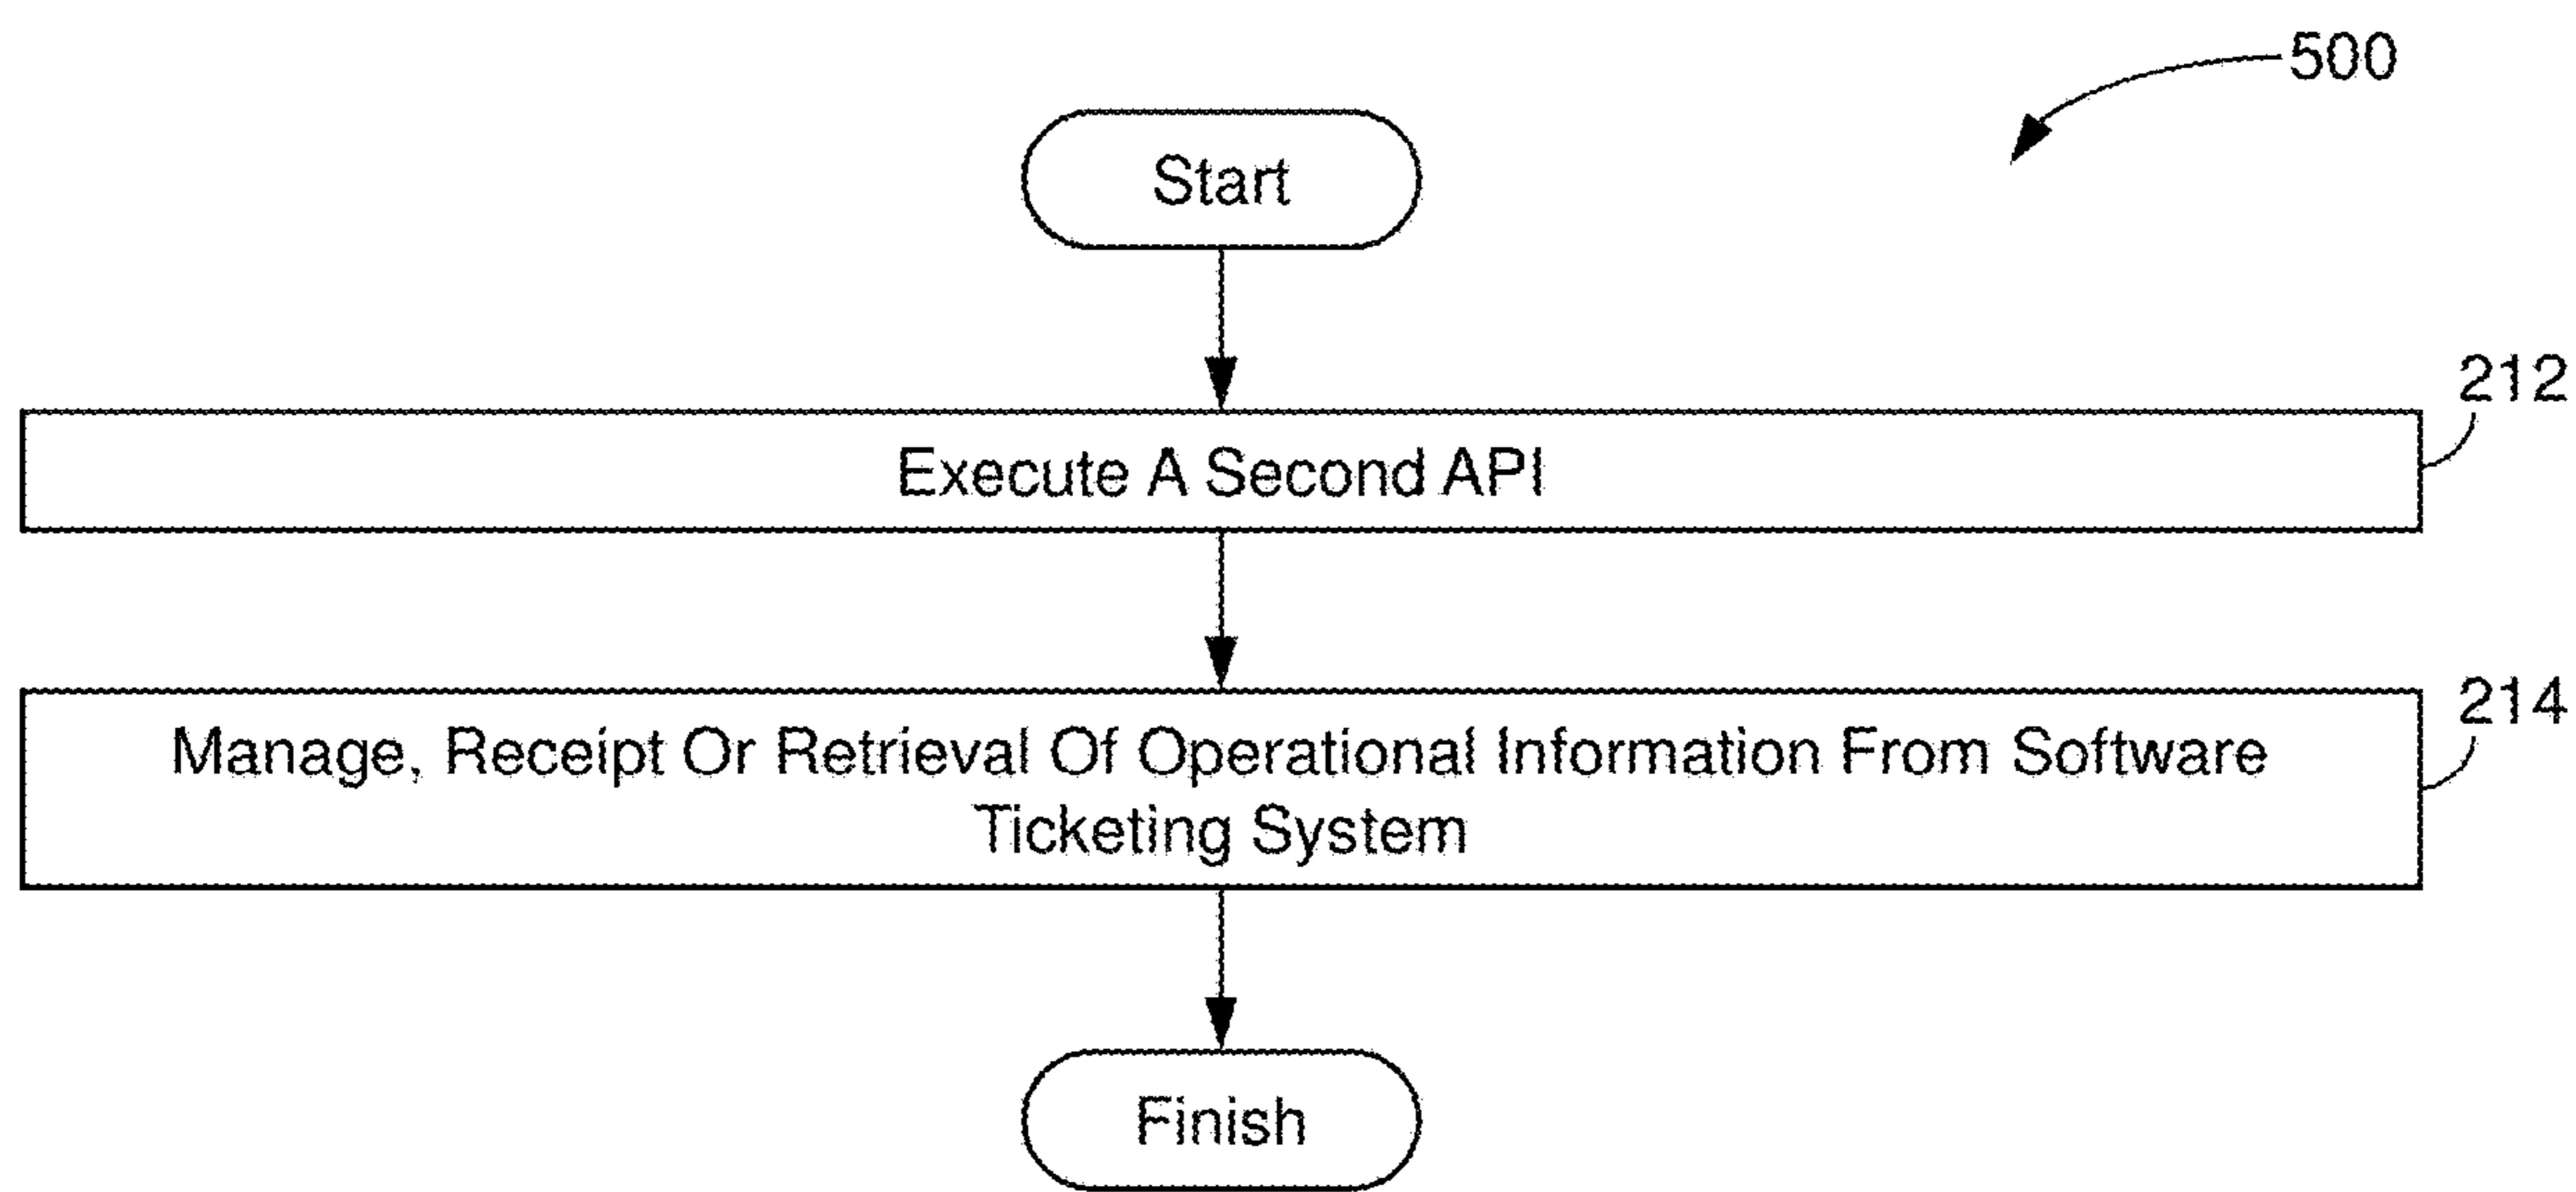 500
Start
212
Execute A Second API
214
Manage, Receipt Or Retrieval Of Operational Information From Software
Ticketing System
Finish